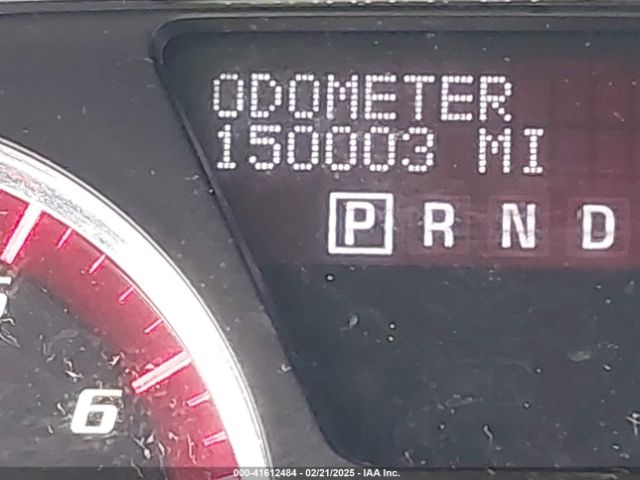 ODOMETER
150003 MI
P R N D
6
000-41612484 - 02/21/2025 - IAA Inc.